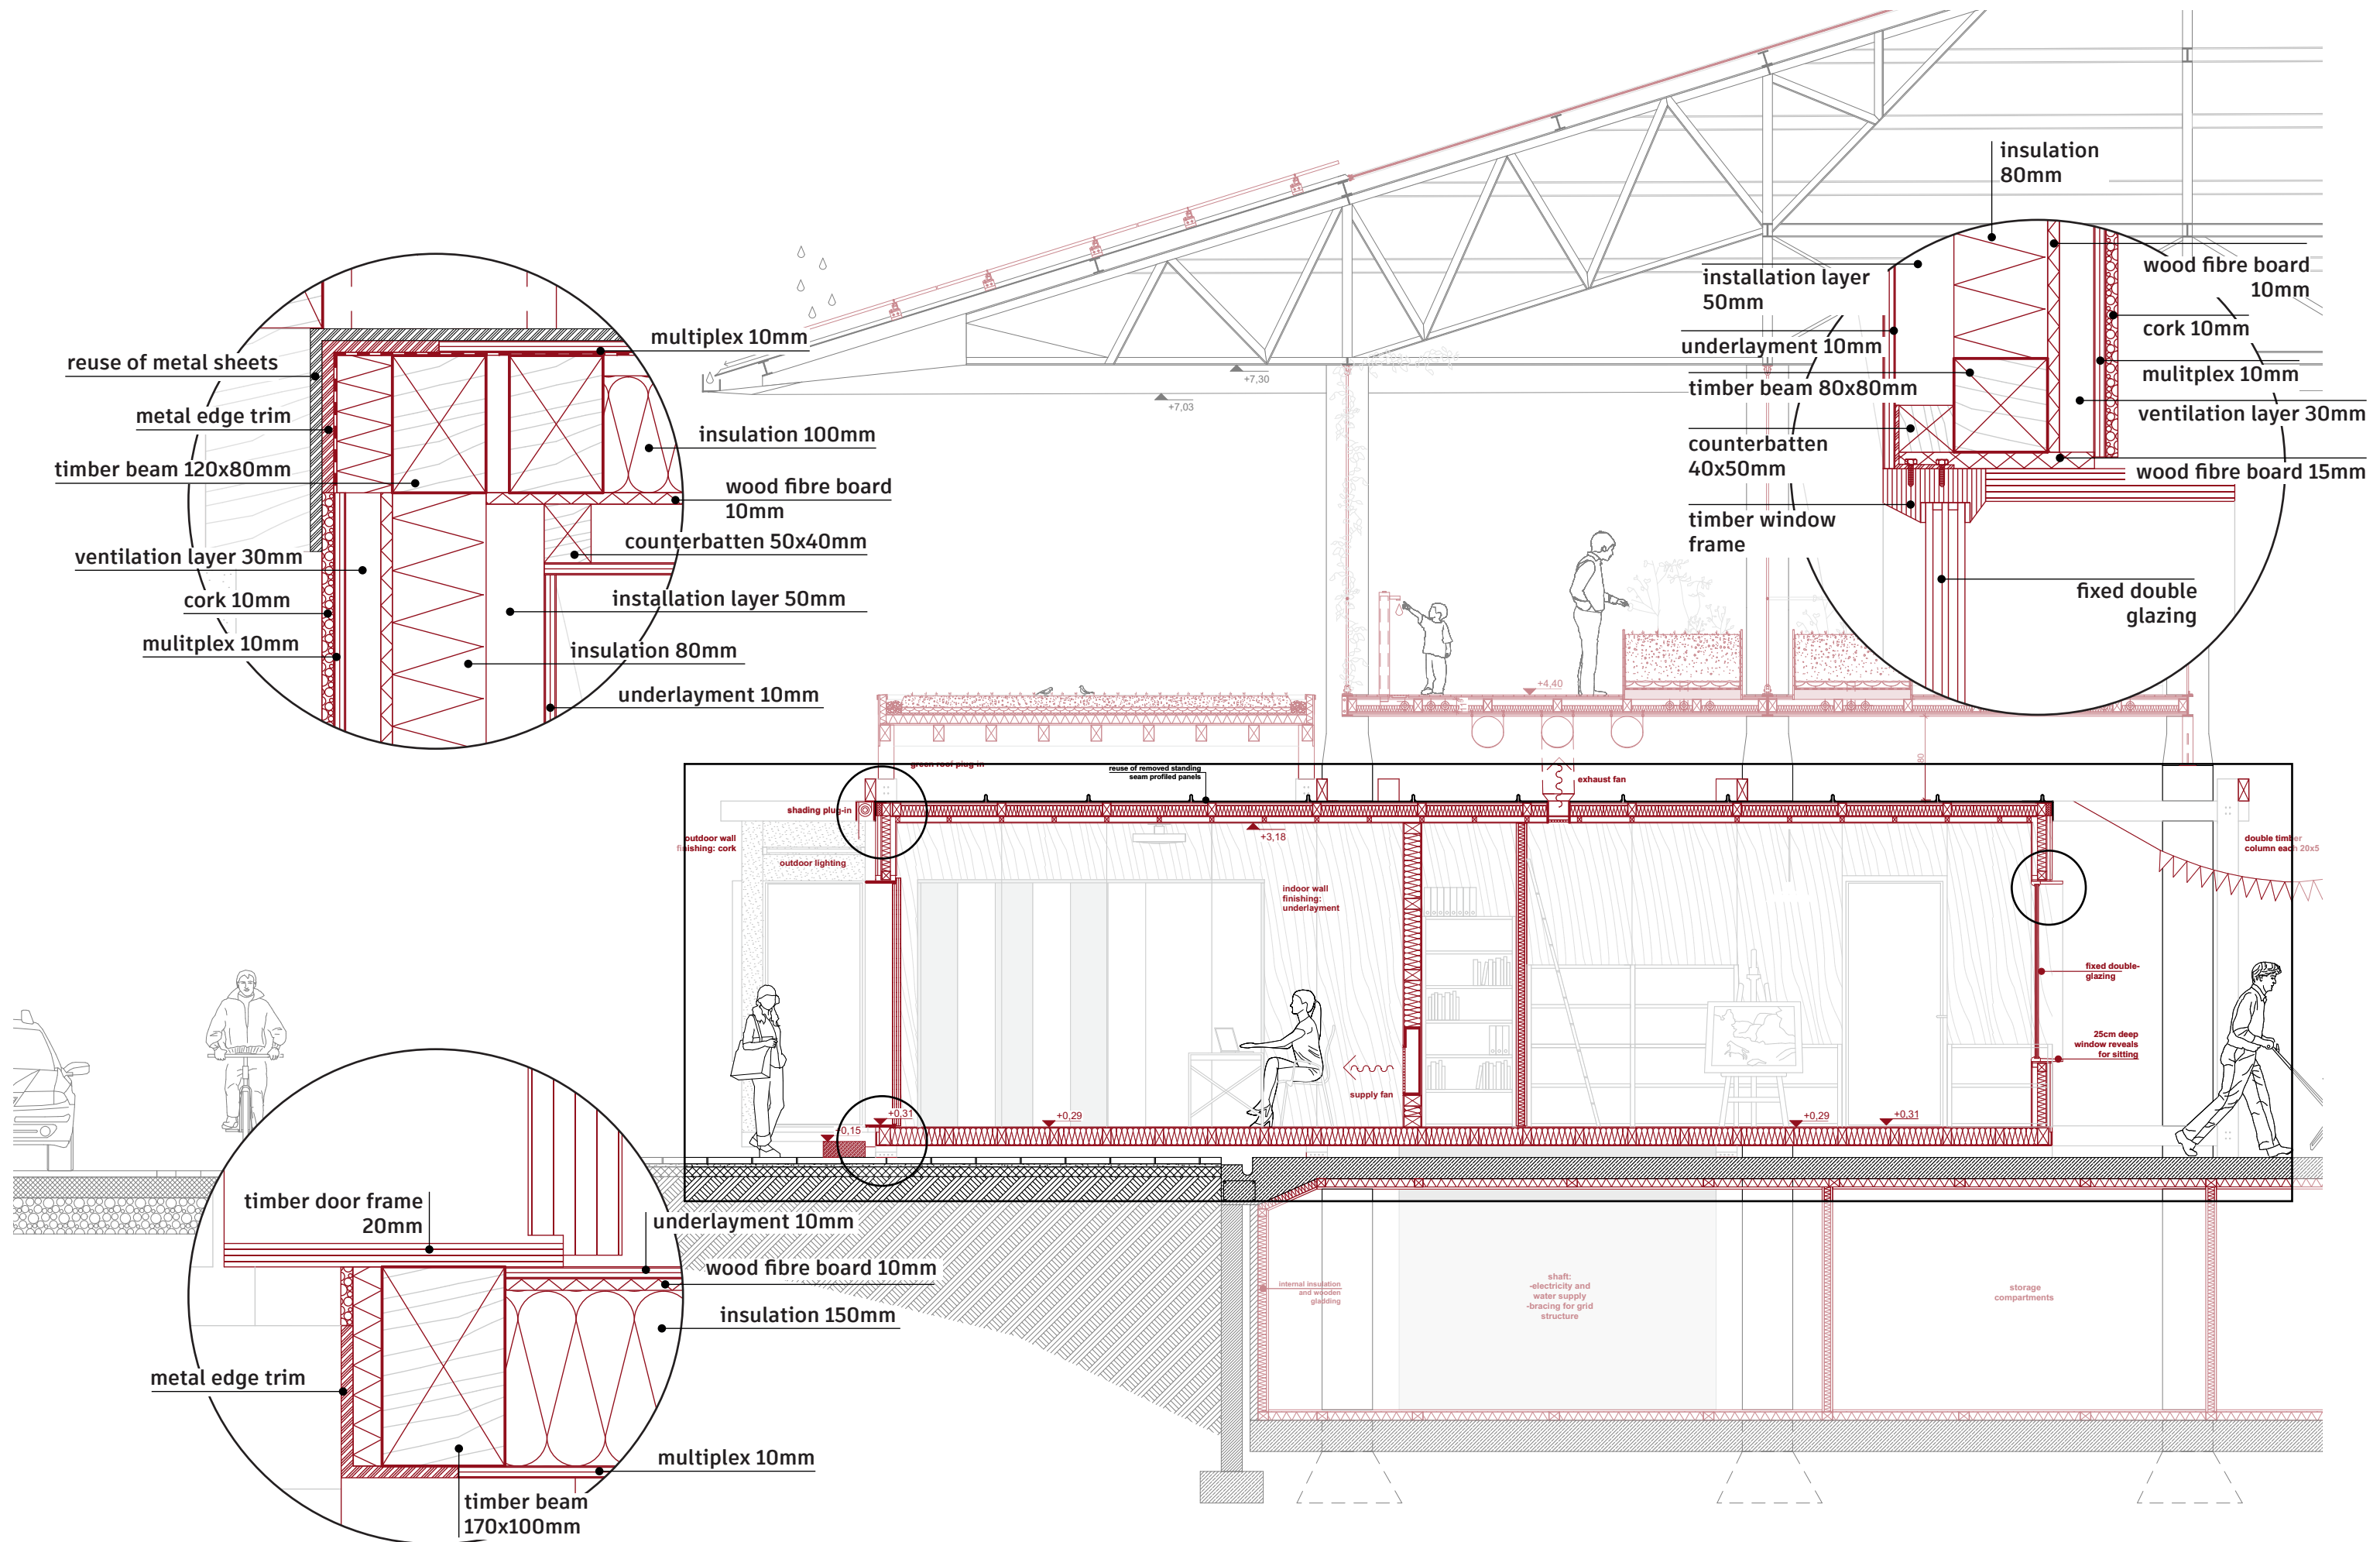 insulation
80mm
installation layer
50mm
wood fibre board
10mm
underlayment 10mm
cork 10mm
timber beam 80x80mm
mulitplex 10mm
ventilation layer 30mm
counterbatten
40x50mm
wood fibre board 15mm
timber window
frame
fixed double
glazing
reuse of metal sheets
multiplex 10mm
metal edge trim
insulation 100mm
timber beam 120x80mm
wood fibre board
10mm
counterbatten 50x40mm
ventilation layer 30mm
cork 10mm
installation layer 50mm
mulitplex 10mm
insulation 80mm
underlayment 10mm
+7,30
+7,03
+4,40
green roof plug-in
reuse of removed standing
seam profiled panels
exhaust fan
shading plug-in
outdoor wall
finishing: cork
outdoor lighting
+3,18
indoor wall
finishing:
underlayment
double timber
column each 20x5
fixed double-
glazing
25cm deep
window reveals
for sitting
supply fan
+0,31
+0,15
+0,29
+0,29
+0,31
timber door frame
20mm
underlayment 10mm
wood fibre board 10mm
insulation 150mm
metal edge trim
multiplex 10mm
timber beam
170x100mm
internal insulation
and wooden
gladding
shaft:
-electricity and
water supply
-bracing for grid
structure
storage
compartments